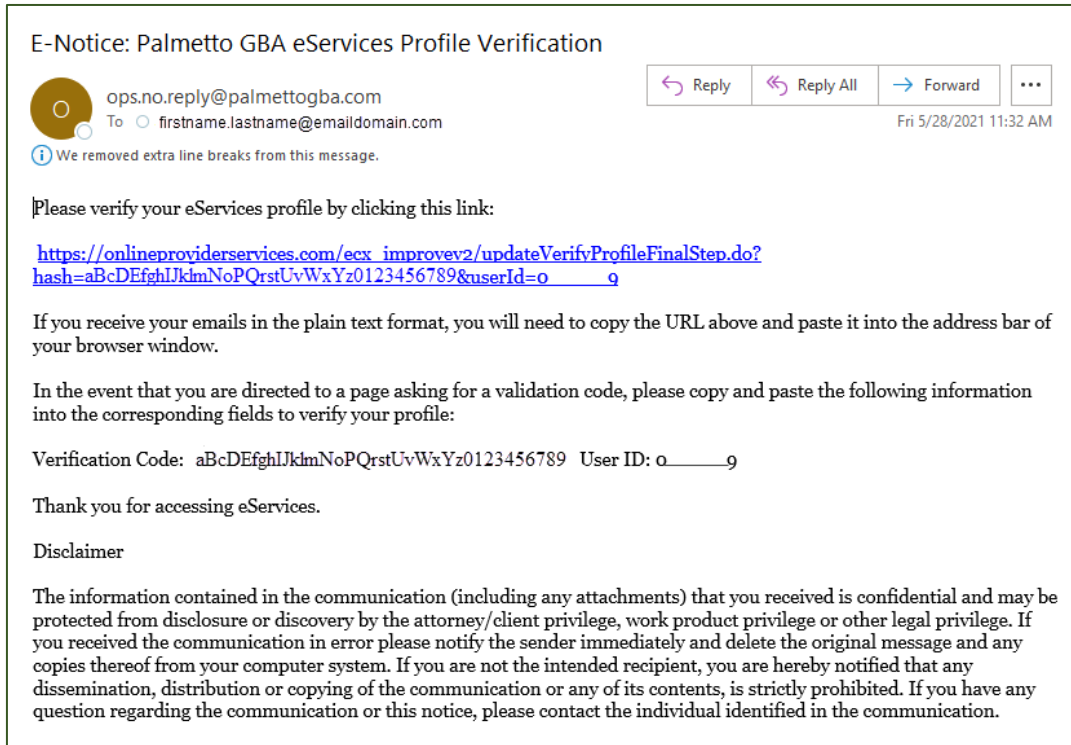 E-Notice: Palmetto GBA eServices Profile Verification
O
ops.no.reply@palmettogba.com
To firstname.lastname@emaildomain.com
Reply Reply All Forward ...
Fri 5/28/2021 11:32 AM
We removed extra line breaks from this message.
Please verify your eServices profile by clicking this link:
https://onlineproviderservices.com/ecx_improvev2/updateVerifyProfileFinalStep.do?
hash=aBcDEfghIJklmNoPQrstUvWxYz0123456789&userId=0______9
If you receive your emails in the plain text format, you will need to copy the URL above and paste it into the address bar of
your browser window.
In the event that you are directed to a page asking for a validation code, please copy and paste the following information
into the corresponding fields to verify your profile:
Verification Code: aBcDEfghIJklmNoPQrstUvWxYz0123456789 User ID: 0______9
Thank you for accessing eServices.
Disclaimer
The information contained in the communication (including any attachments) that you received is confidential and may be
protected from disclosure or discovery by the attorney/client privilege, work product privilege or other legal privilege. If
you received the communication in error please notify the sender immediately and delete the original message and any
copies thereof from your computer system. If you are not the intended recipient, you are hereby notified that any
dissemination, distribution or copying of the communication or any of its contents, is strictly prohibited. If you have any
question regarding the communication or this notice, please contact the individual identified in the communication.